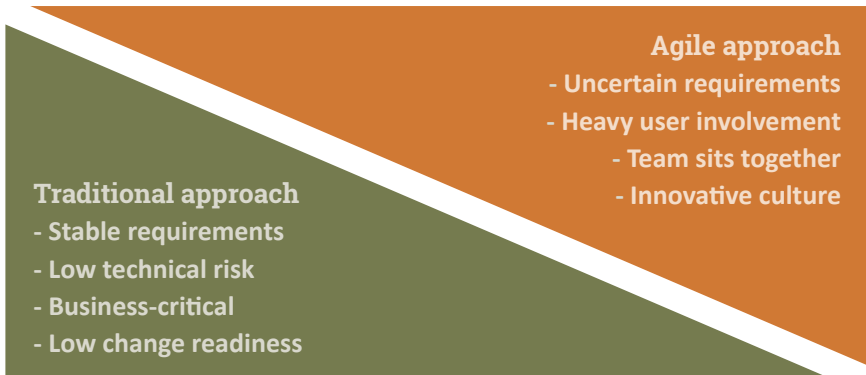 Agile approach
- Uncertain requirements
- Heavy user involvement
- Team sits together
- Innovative culture
Traditional approach
- Stable requirements
- Low technical risk
- Business-critical
- Low change readiness